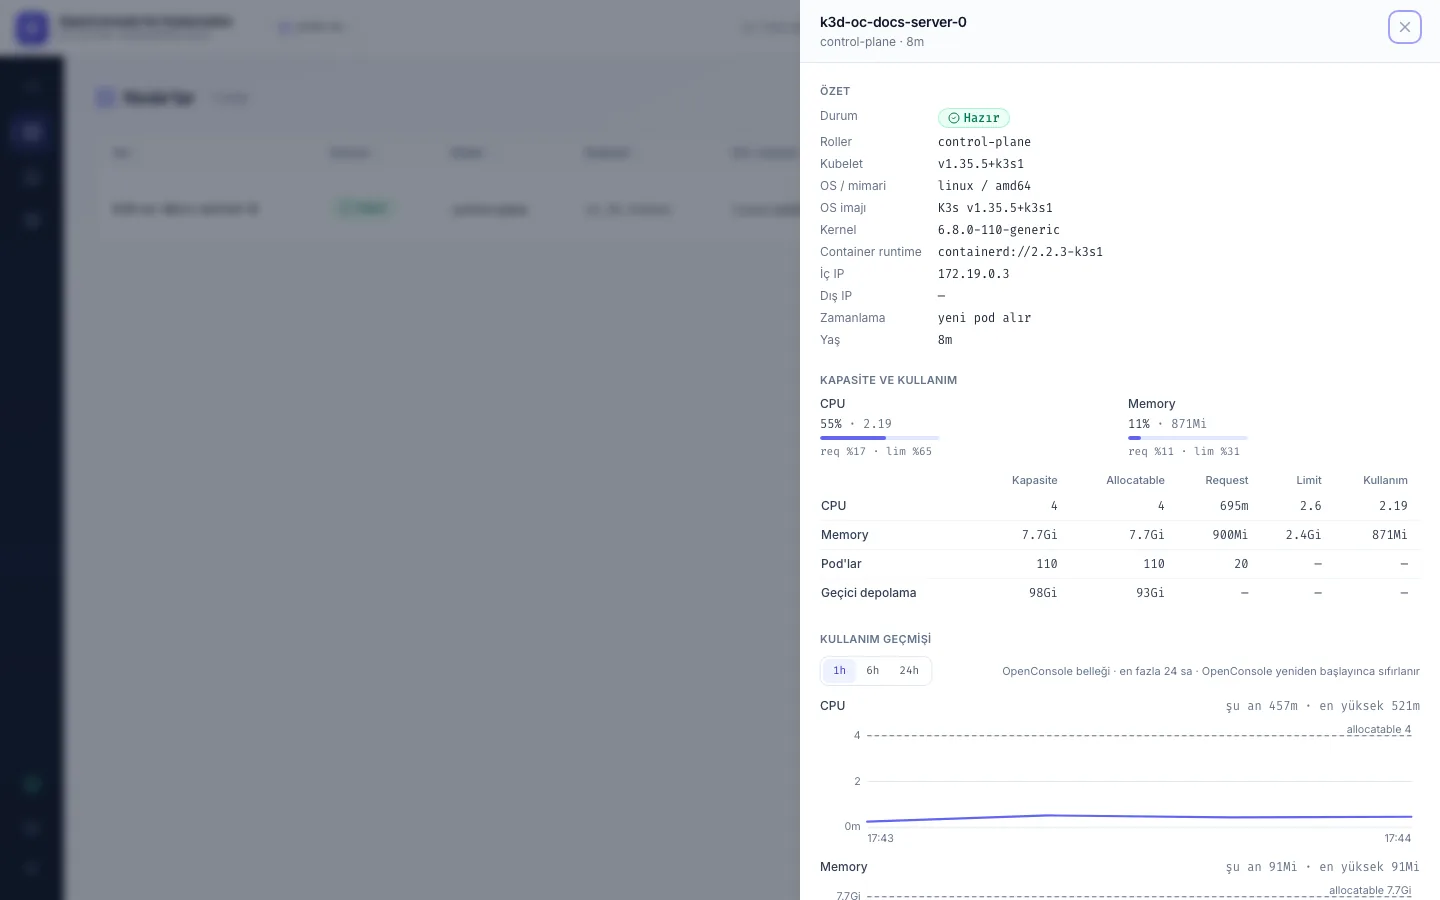 k3d-oc-docs-server-0
control-plane · 8m
ÖZET
Durum Hazır
Roller control-plane
Kubelet v1.35.5+k3s1
OS / mimari linux / amd64
OS imajı K3s v1.35.5+k3s1
Kernel 6.8.0-110-generic
Container runtime containerd://2.2.3-k3s1
İç IP 172.19.0.3
Dış IP —
Zamanlama yeni pod alır
Yaş 8m
KAPASİTE VE KULLANIM
CPU Memory
55% · 2.19 11% · 871Mi
req %17 · lim %65 req %11 · lim %31
Kapasite Allocatable Request Limit Kullanım
CPU 4 4 695m 2.6 2.19
Memory 7.7Gi 7.7Gi 900Mi 2.4Gi 871Mi
Pod'lar 110 110 20 — —
Geçici depolama 98Gi 93Gi — — —
KULLANIM GEÇMİŞİ
1h 6h 24h OpenConsole belleği · en fazla 24 sa · OpenConsole yeniden başlayınca sıfırlanır
CPU şu an 457m · en yüksek 521m
allocatable 4
4
2
0m
17:43 17:44
Memory şu an 91Mi · en yüksek 91Mi
allocatable 7.7Gi
7.7Gi